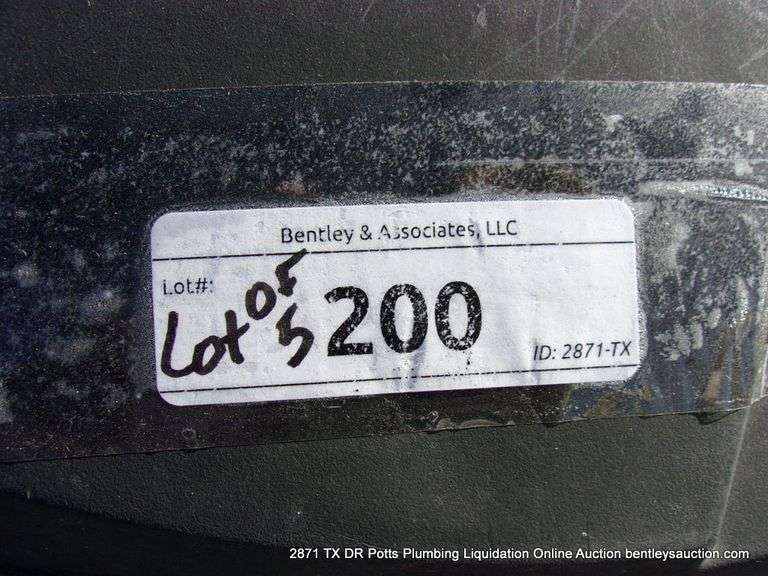 Bentley & Associates, LLC
Lot#:
Lot OF 5
200
ID: 2871-TX
2871 TX DR Potts Plumbing Liquidation Online Auction bentleysauction.com